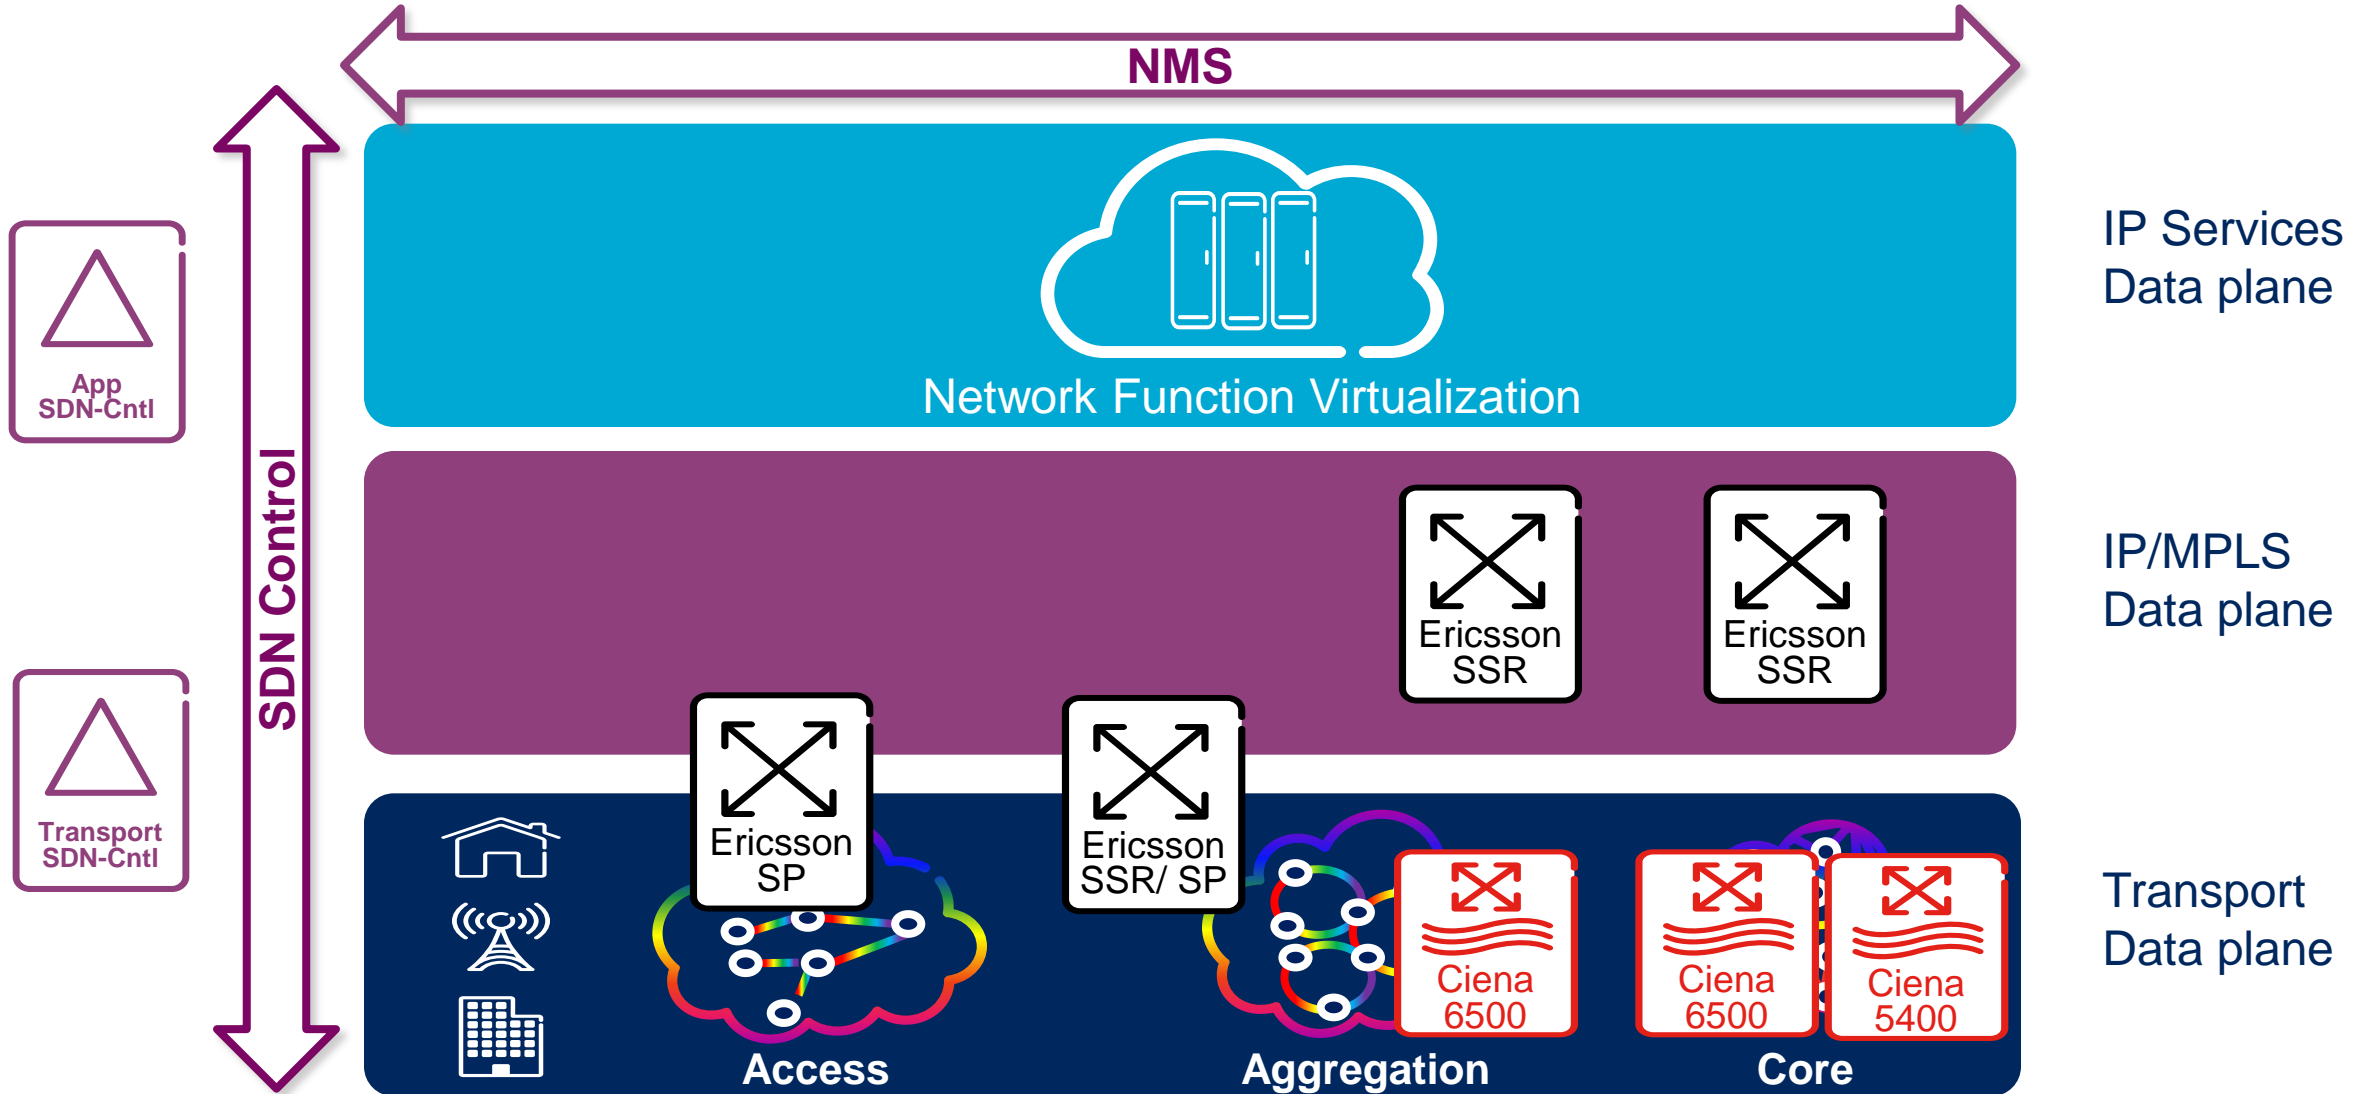 NMS
App
SDN-Cntl
SDN Control
Transport
SDN-Cntl
Network Function Virtualization
IP Services
Data plane
Ericsson
SSR
Ericsson
SSR
IP/MPLS
Data plane
Ericsson
SP
Ericsson
SSR/ SP
Ciena
6500
Ciena
6500
Ciena
5400
Access
Aggregation
Core
Transport
Data plane